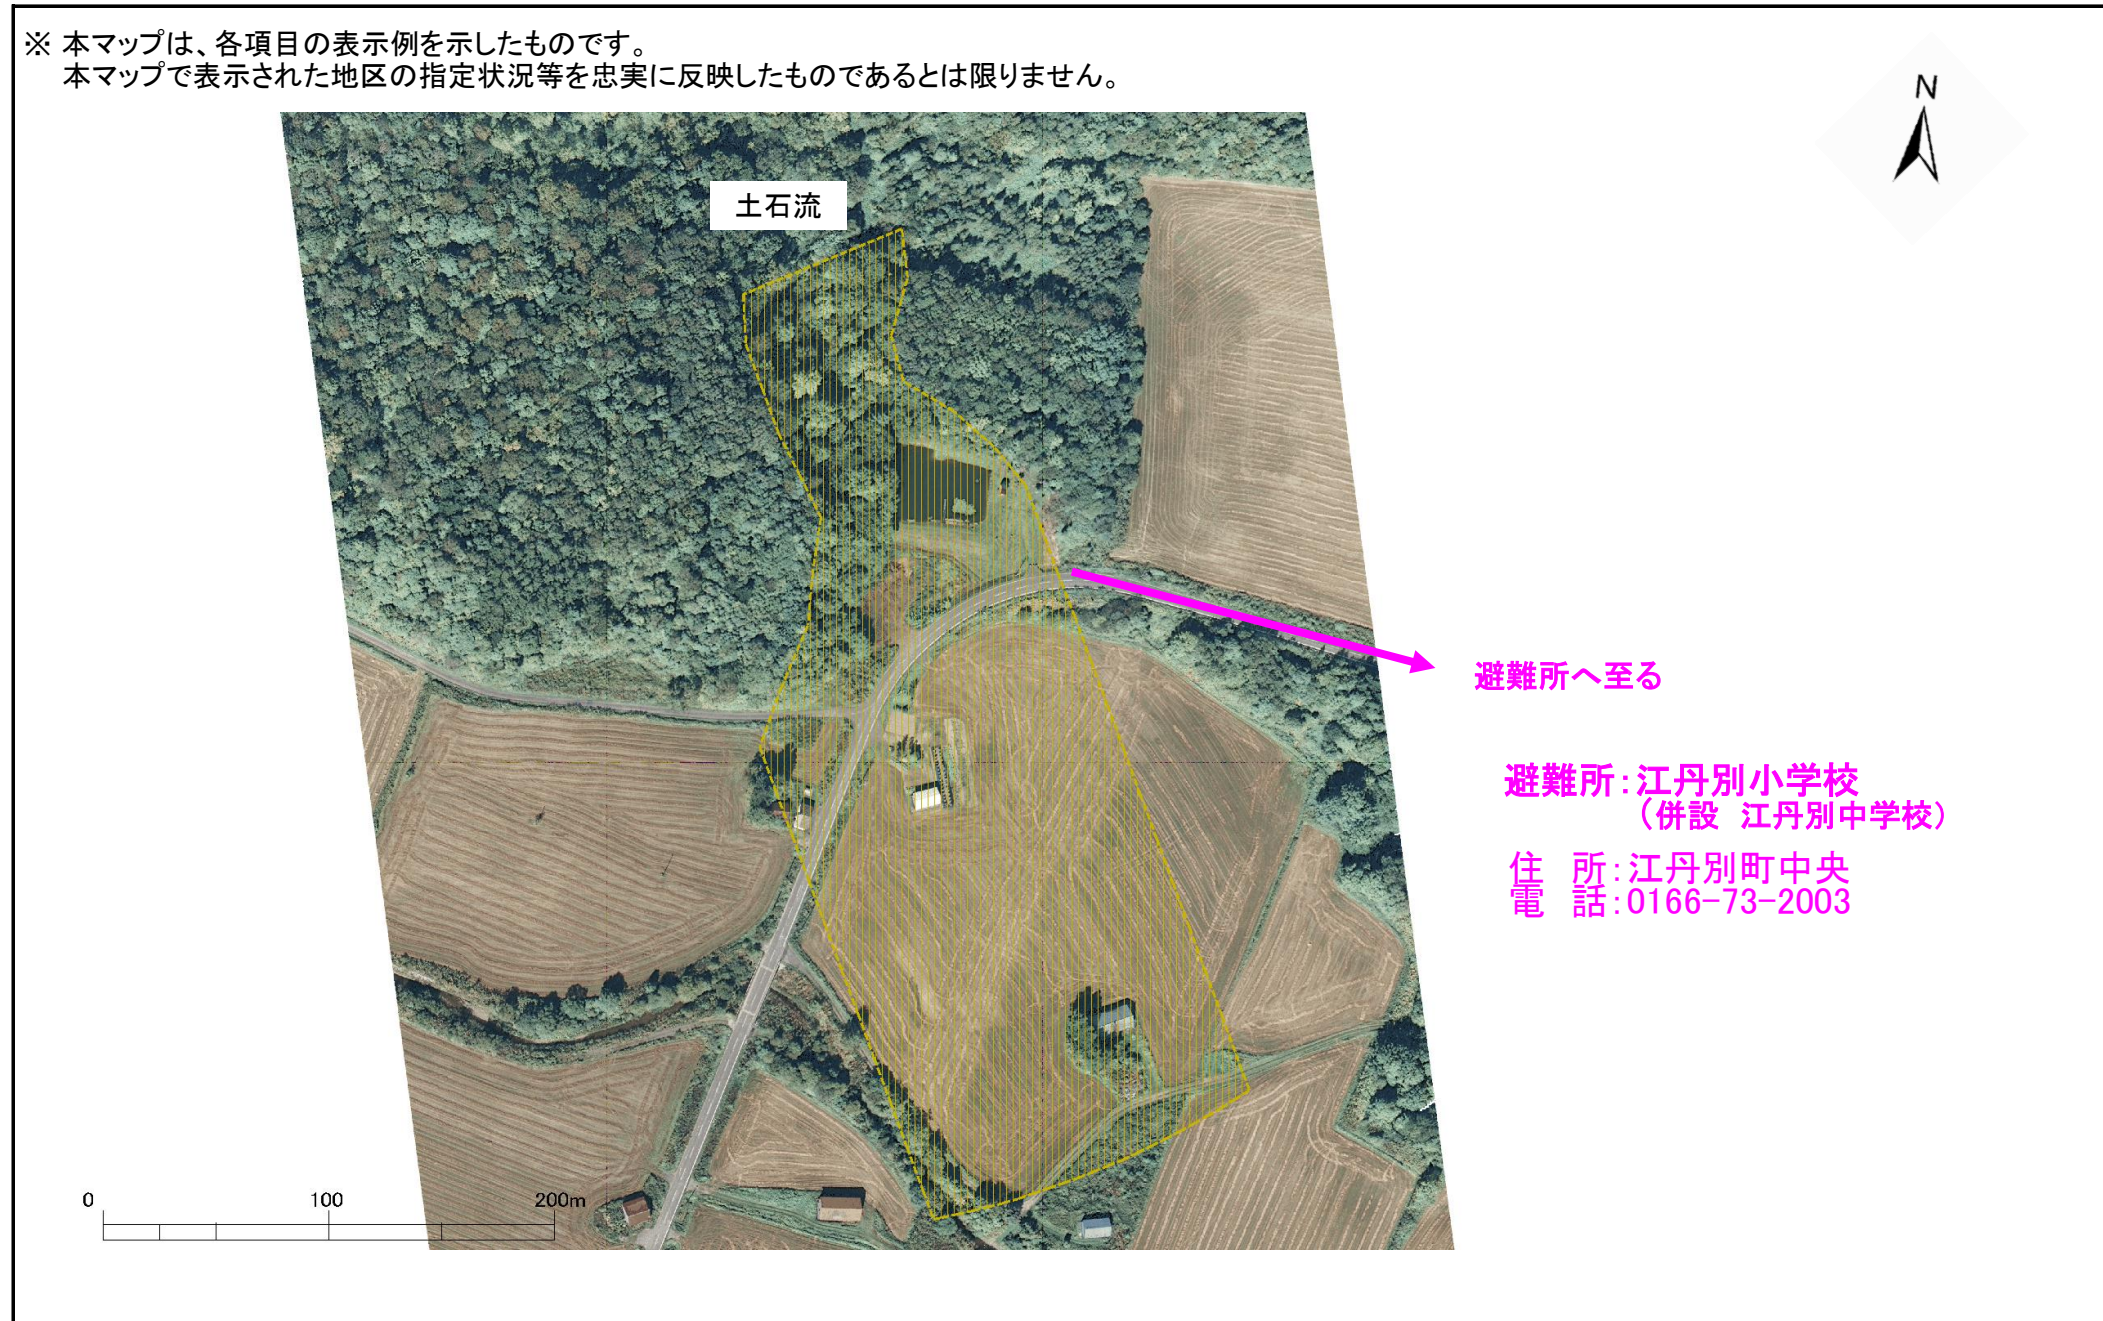 ※ 本マップは、各項目の表示例を示したものです。
本マップで表示された地区の指定状況等を忠実に反映したものであるとは限りません。
N
土石流
避難所へ至る
避難所：江丹別小学校
（併設　江丹別中学校）
住　所：江丹別町中央
電　話：0166-73-2003
0 100 200m